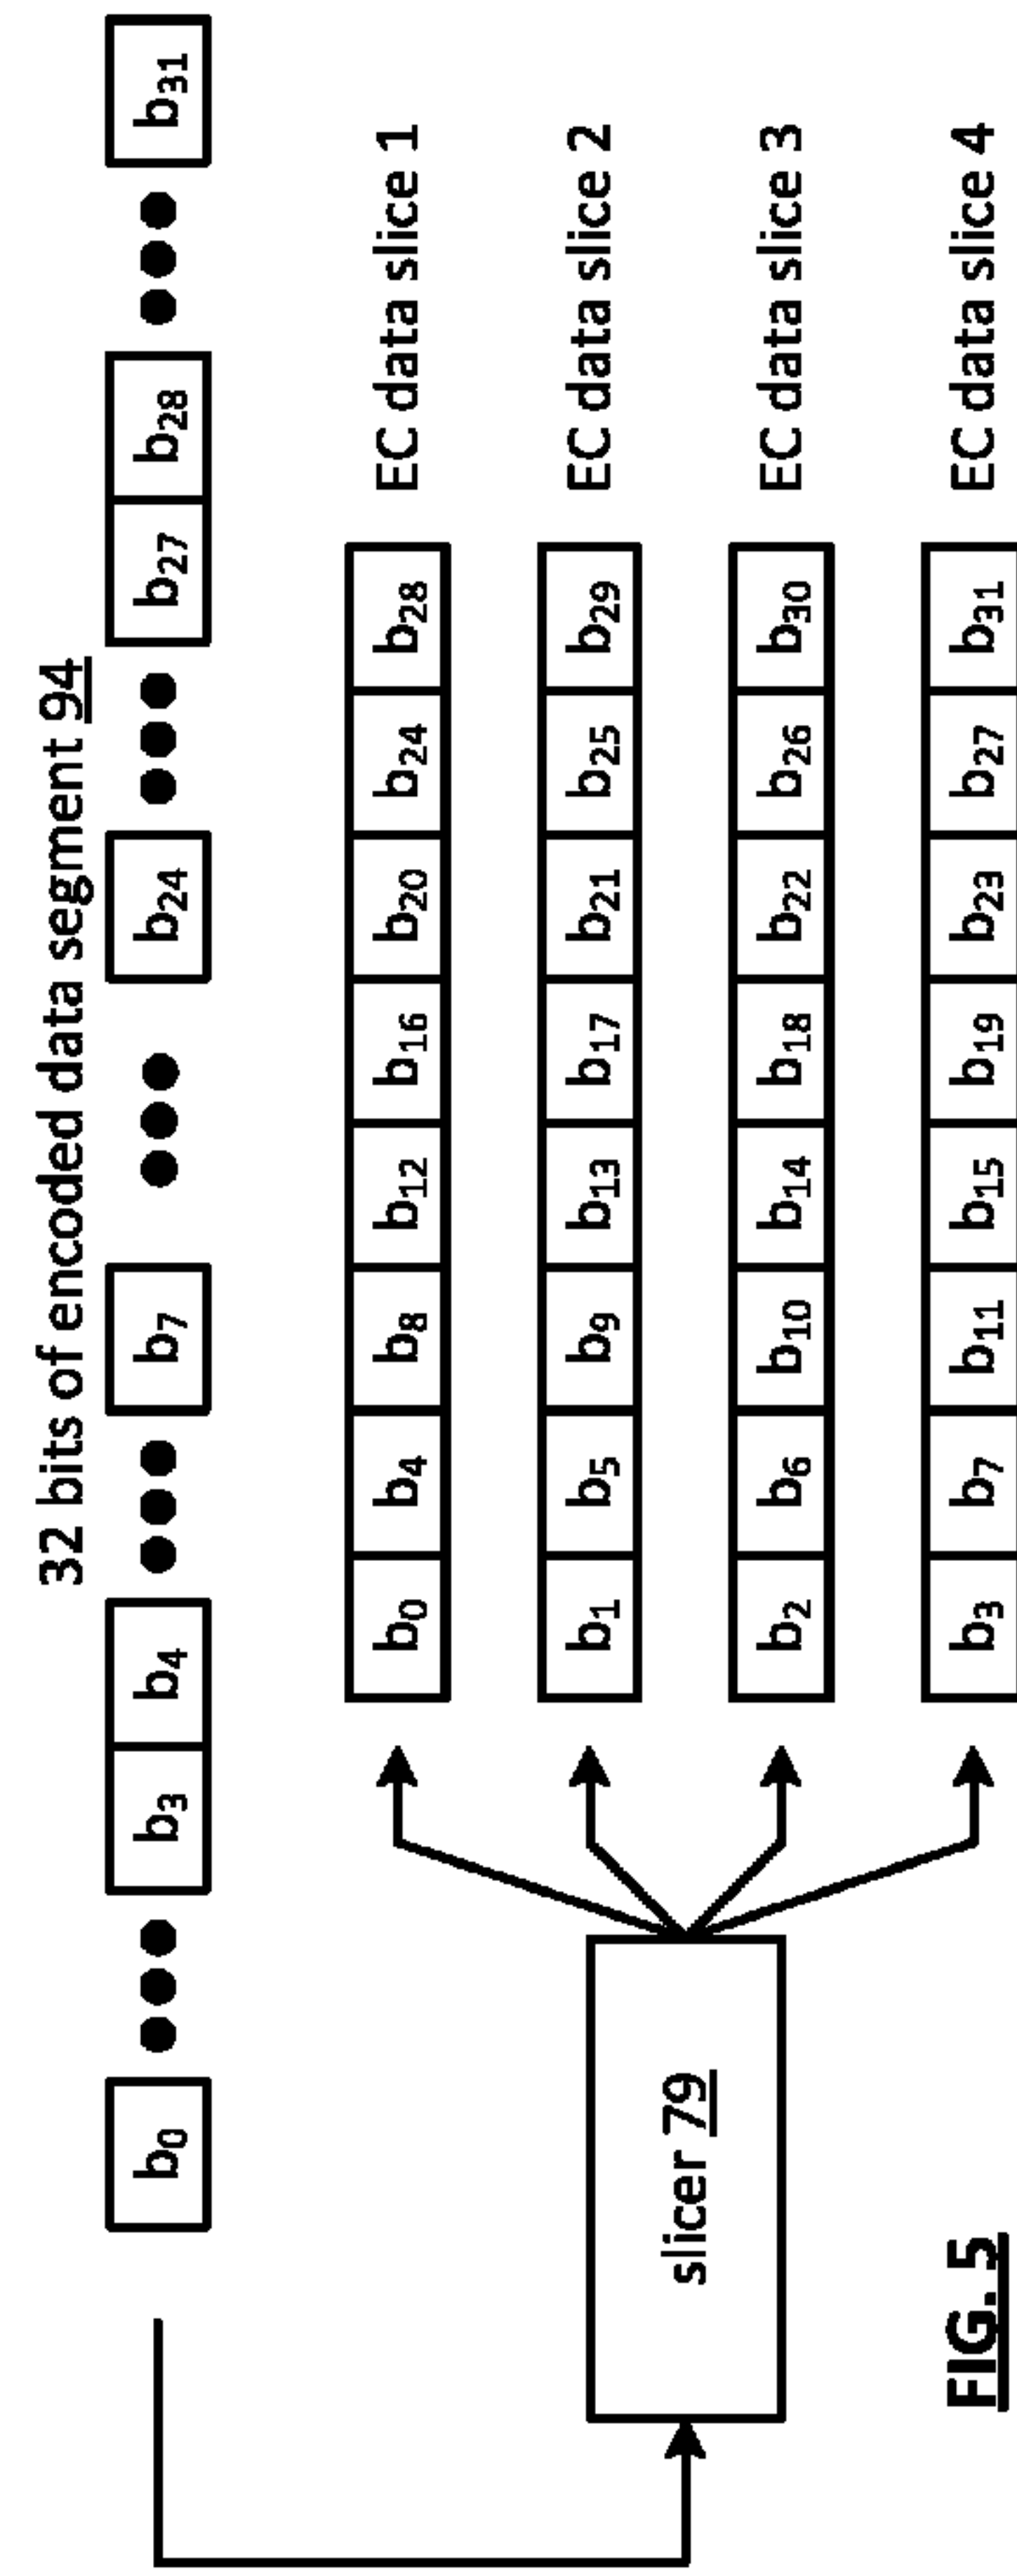 32 bits of encoded data segment 94
b0 ●●● b3 b4 ●●● b7 ●●● b24 ●●● b27 b28 ●●● b31
b0 b4 b8 b12 b16 b20 b24 b28 EC data slice 1
b1 b5 b9 b13 b17 b21 b25 b29 EC data slice 2
slicer 79
b2 b6 b10 b14 b18 b22 b26 b30 EC data slice 3
b3 b7 b11 b15 b19 b23 b27 b31 EC data slice 4
FIG. 5